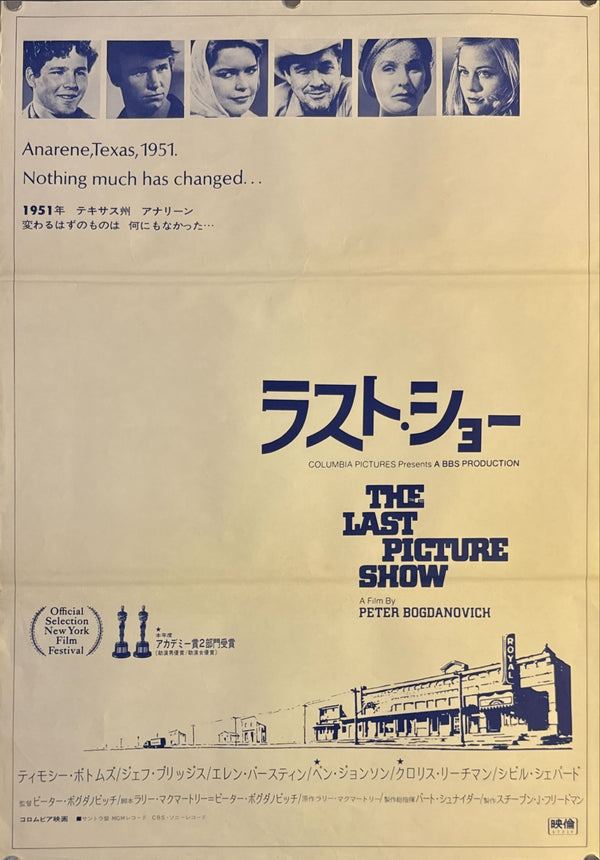 Anarene,Texas,1951.
Nothing much has changed...
1951年 テキサス州 アナリーン
変わるはずのものは 何にもなかった…
ラスト・ショー
COLUMBIA PICTURES Presents A BBS PRODUCTION
THE
LAST
PICTURE
SHOW
A Film By
PETER BOGDANOVICH
Official
Selection
New York
Film
Festival
★
本年度
アカデミー賞2部門受賞
(助演男優賞/助演女優賞)
ROYAL
ティモシー・ボトムズ/ジェフ・ブリッジス/エレン・バースティン/★ベン・ジョンソン/★クロリス・リーチマン/シビル・シェパード
監督 ピーター・ボグダノビッチ/脚本 ラリー・マクマートリー=ピーター・ボグダノビッチ/原作 ラリー・マクマートリー/製作総指揮 バート・シュナイダー/製作 スチーブン・J・フリードマン
コロムビア映画 ■サントラ盤 MGMレコード CBS・ソニーレコード
映倫